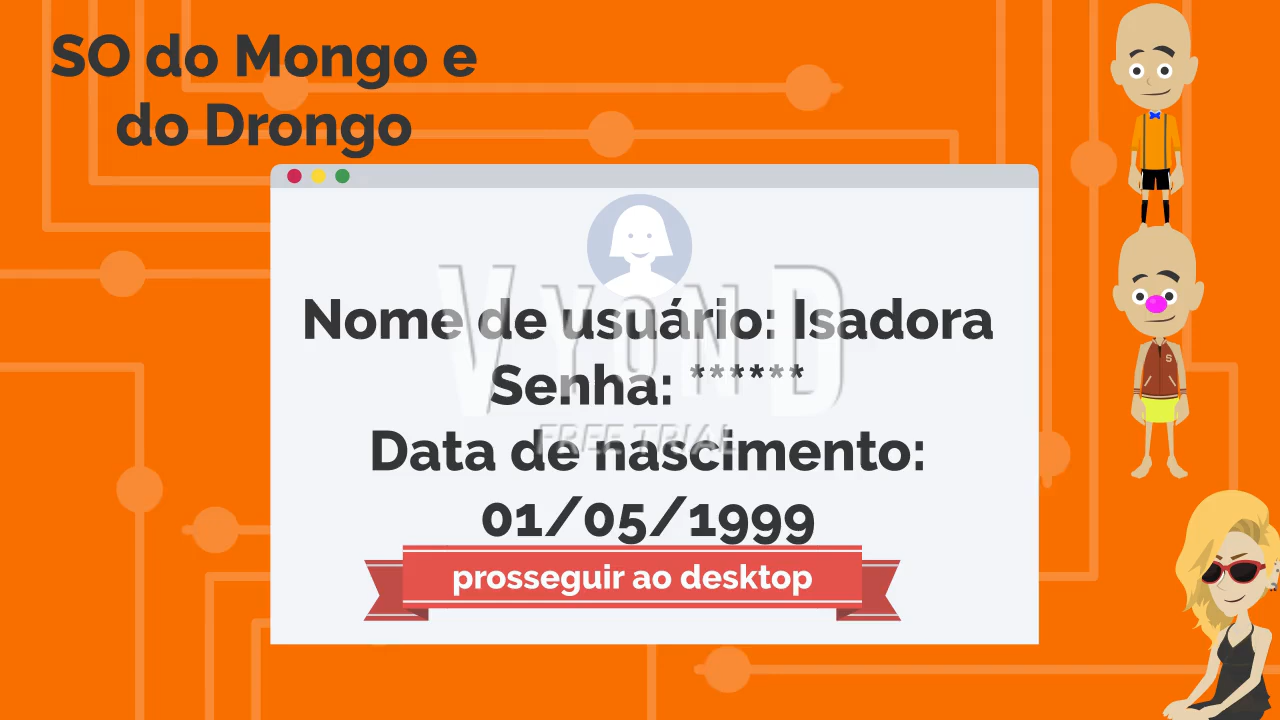 SO do Mongo e
do Drongo
Nome de usuário: Isadora
Senha: ******
Data de nascimento:
01/05/1999
prosseguir ao desktop
VYOND
FREE TRIAL
S